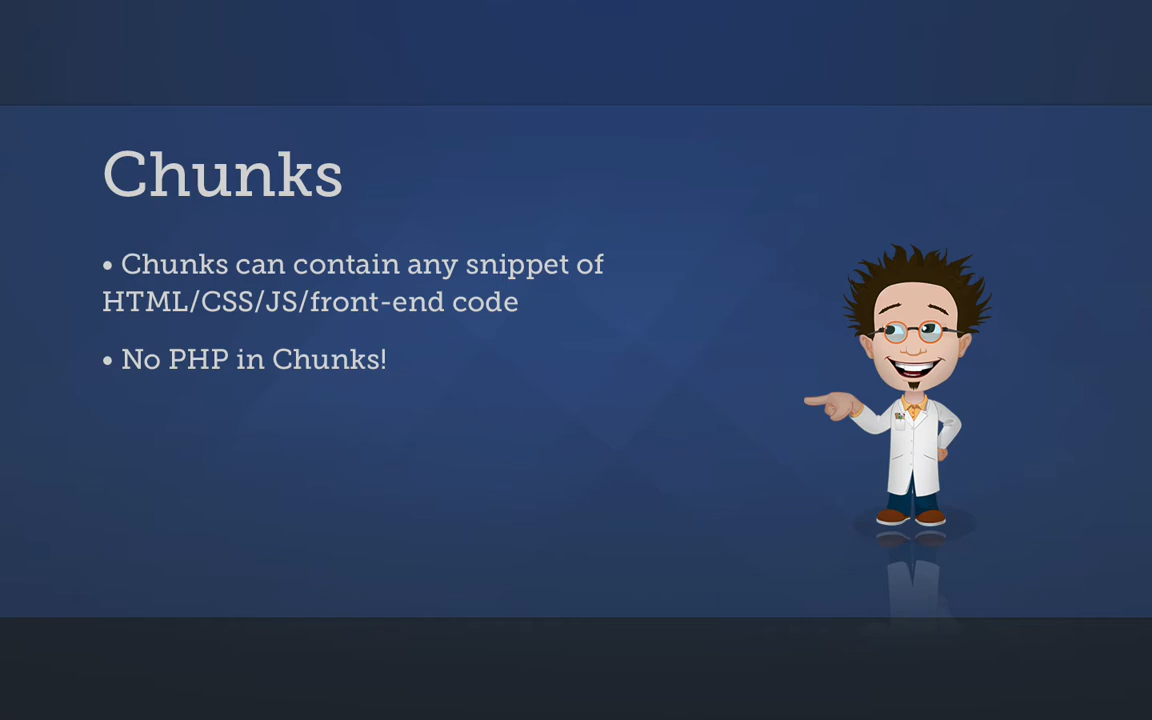 Chunks
• Chunks can contain any snippet of
HTML/CSS/JS/front-end code
• No PHP in Chunks!